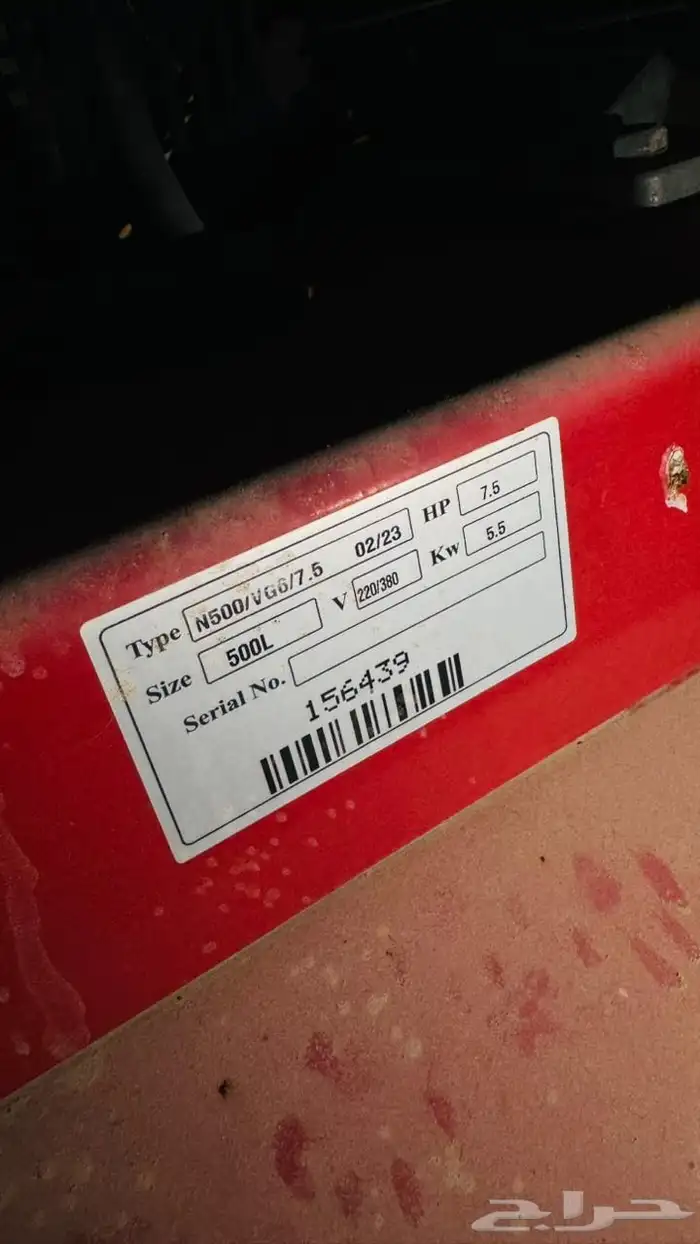 Type N500/VG6/7.5 02/23 HP 7.5
Size 500L V 220/380 Kw 5.5
Serial No.
156439
حراج